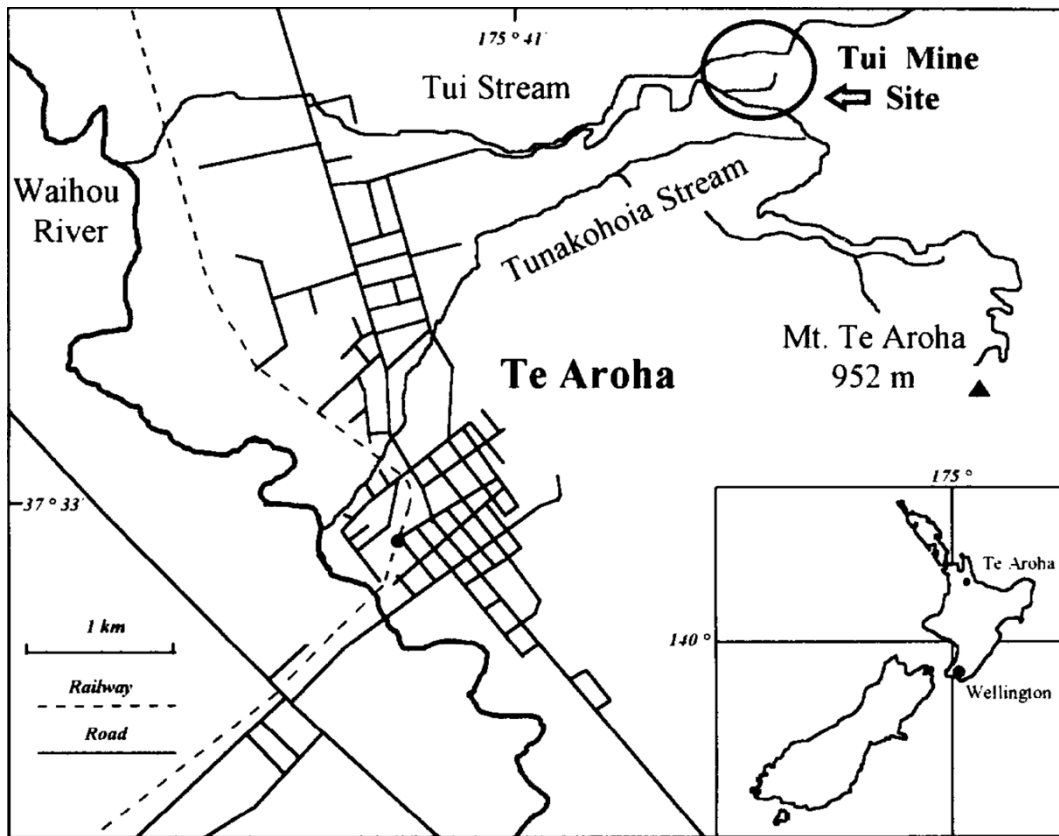 175 ° 41'
Tui Mine
Site
Tui Stream
Waihou
River
Tunakohoia Stream
Mt. Te Aroha
952 m
Te Aroha
37 ° 33'
175 °
Te Aroha
140 °
Wellington
1 km
Railway
Road